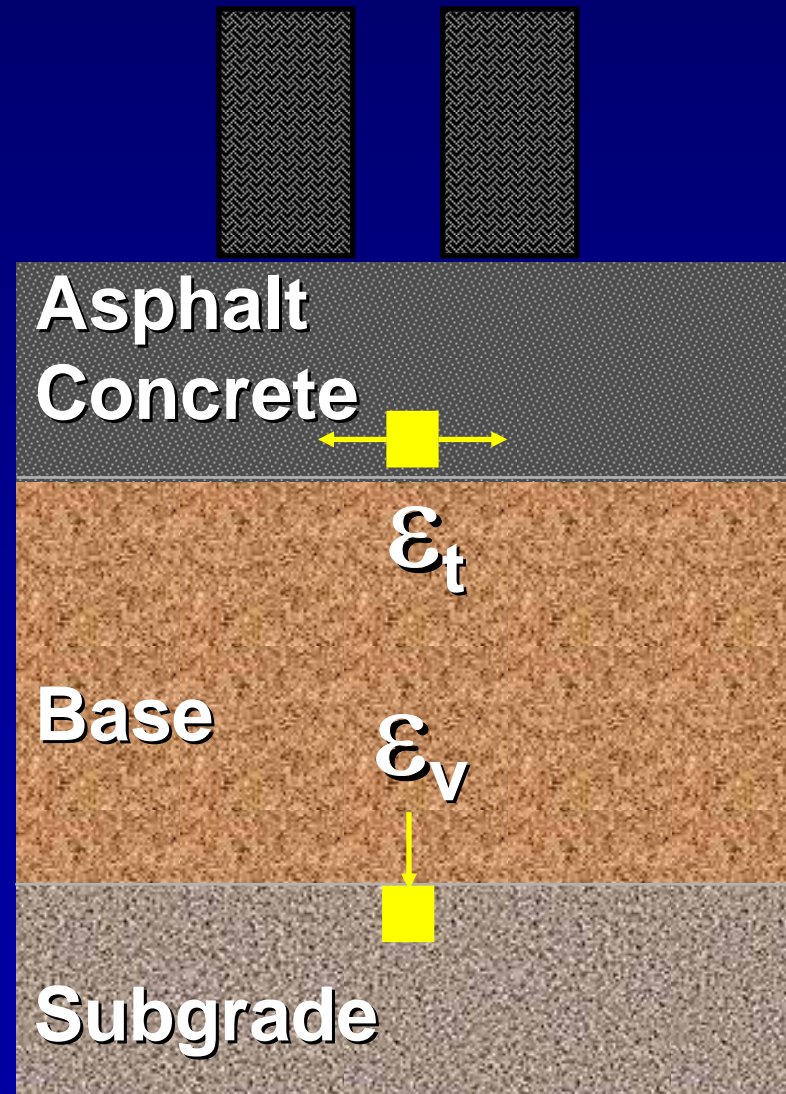 Asphalt
Concrete
εt
Base
εv
Subgrade